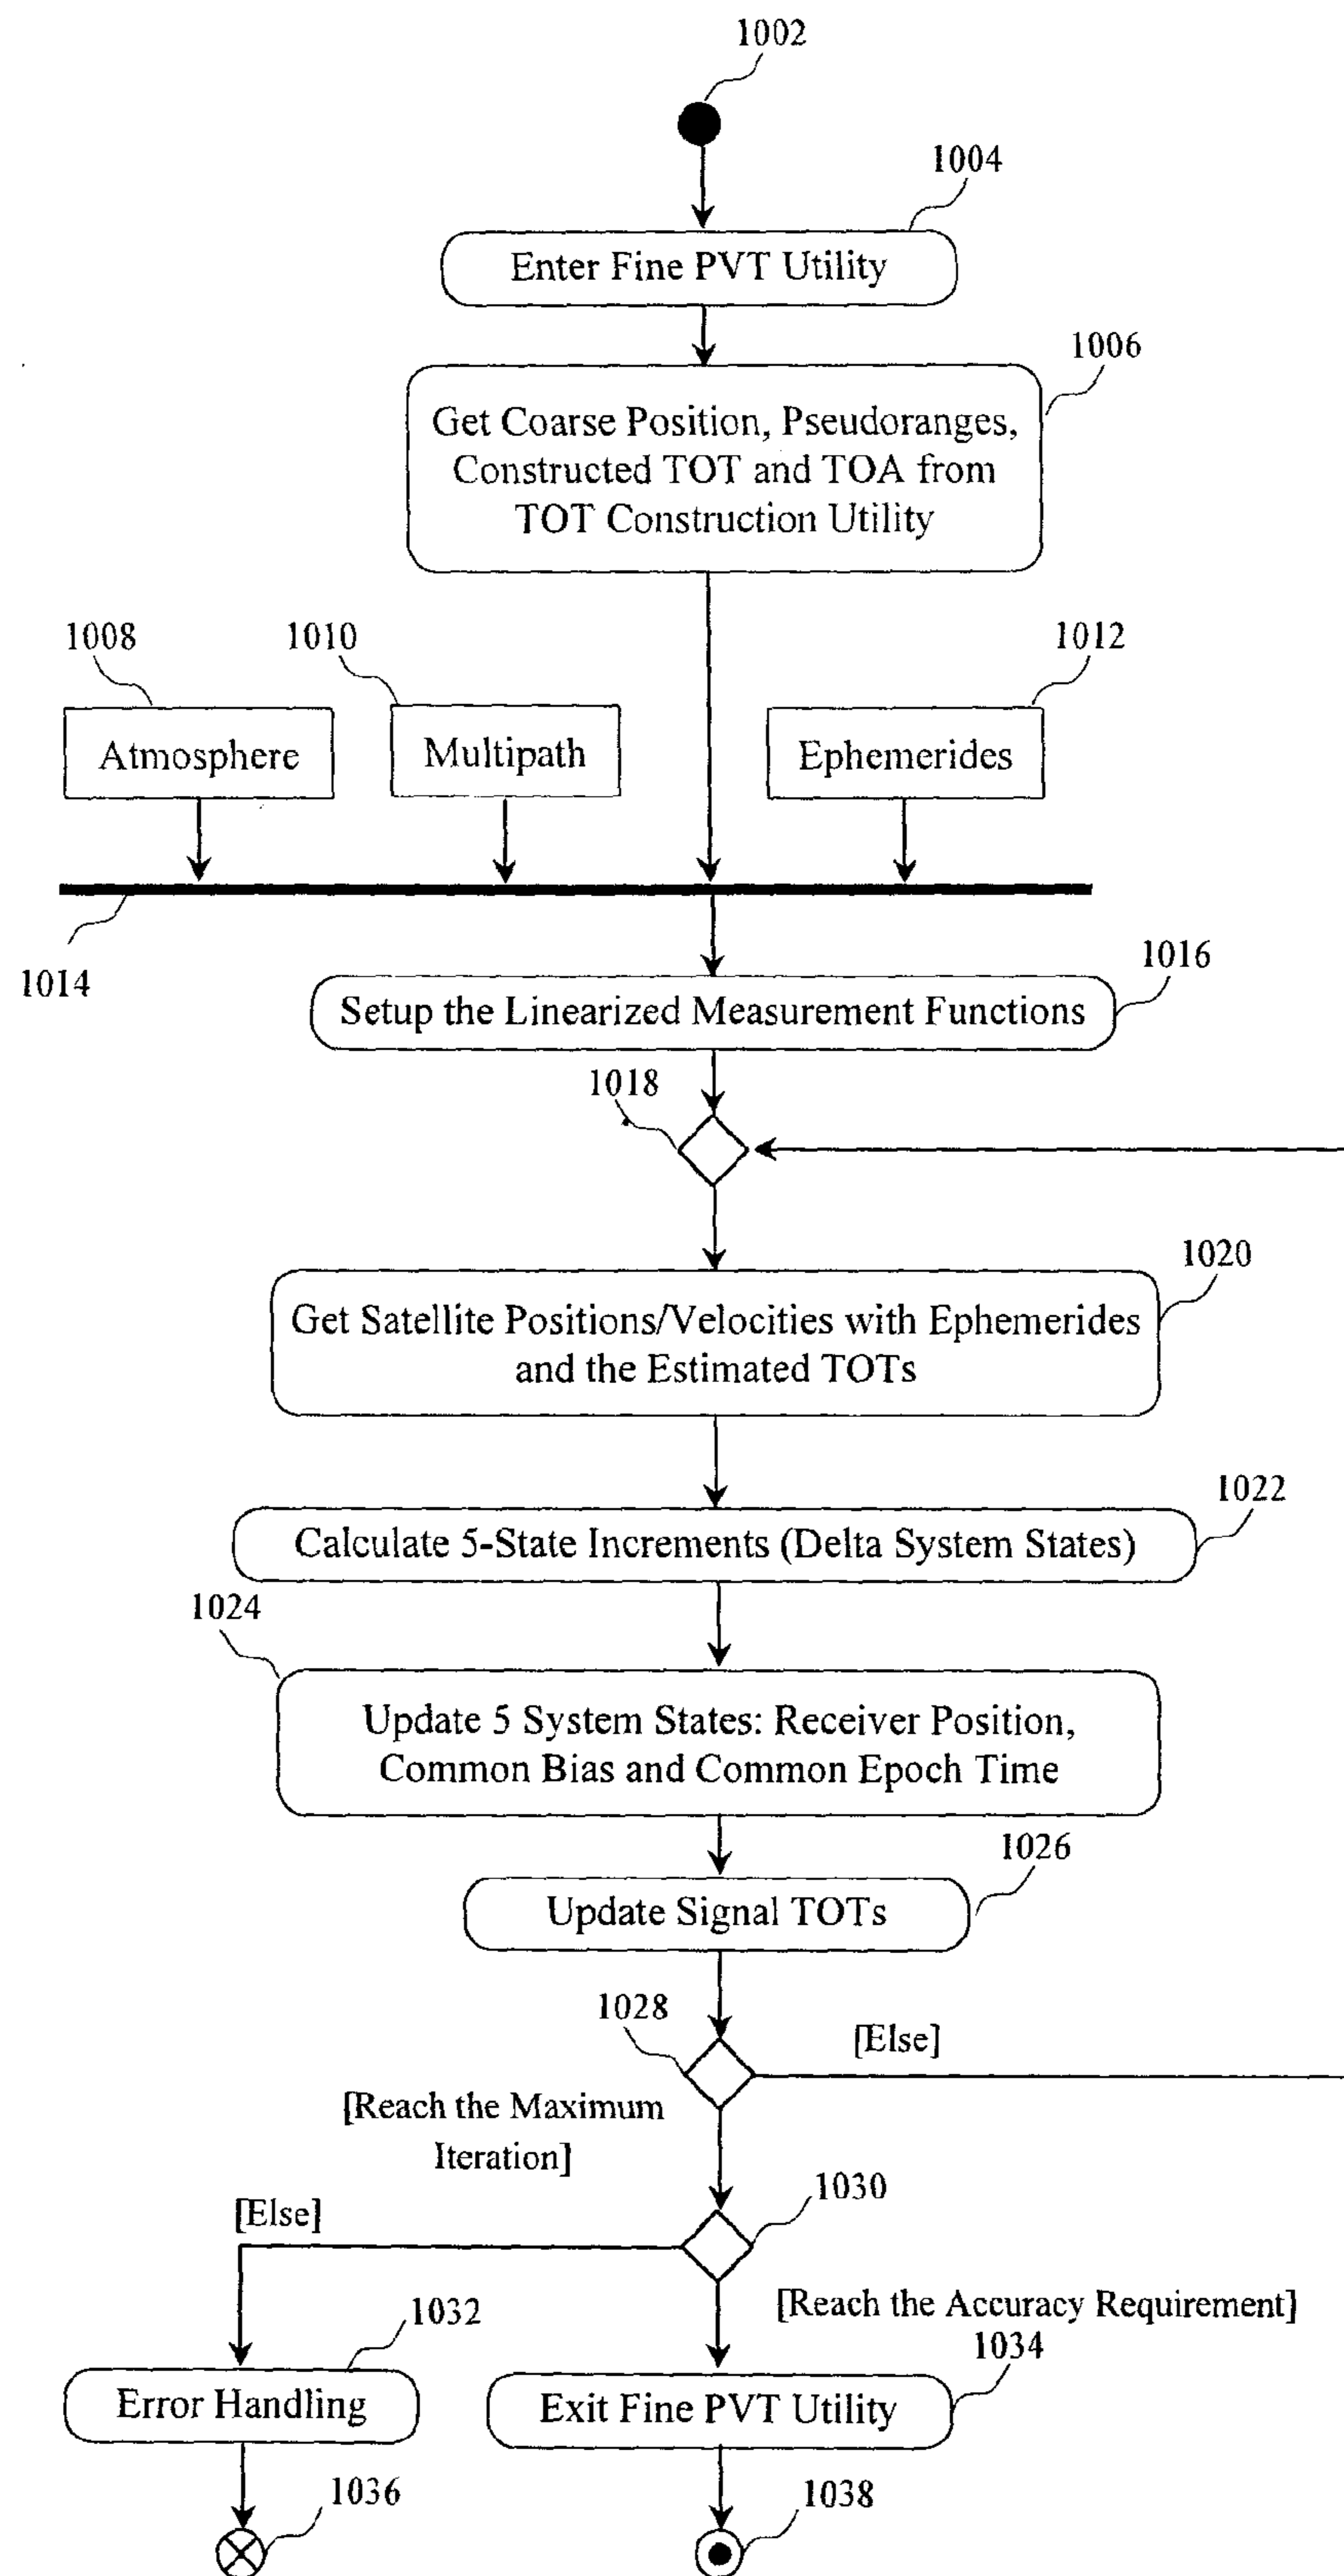 1002
1004
Enter Fine PVT Utility
1006
Get Coarse Position, Pseudoranges,
Constructed TOT and TOA from
TOT Construction Utility
1008
1010
1012
Atmosphere
Multipath
Ephemerides
1014
1016
Setup the Linearized Measurement Functions
1018
1020
Get Satellite Positions/Velocities with Ephemerides
and the Estimated TOTs
1022
Calculate 5-State Increments (Delta System States)
1024
Update 5 System States: Receiver Position,
Common Bias and Common Epoch Time
1026
Update Signal TOTs
1028
[Else]
[Reach the Maximum
Iteration]
1030
[Else]
[Reach the Accuracy Requirement]
1032
1034
Error Handling
Exit Fine PVT Utility
1036
1038